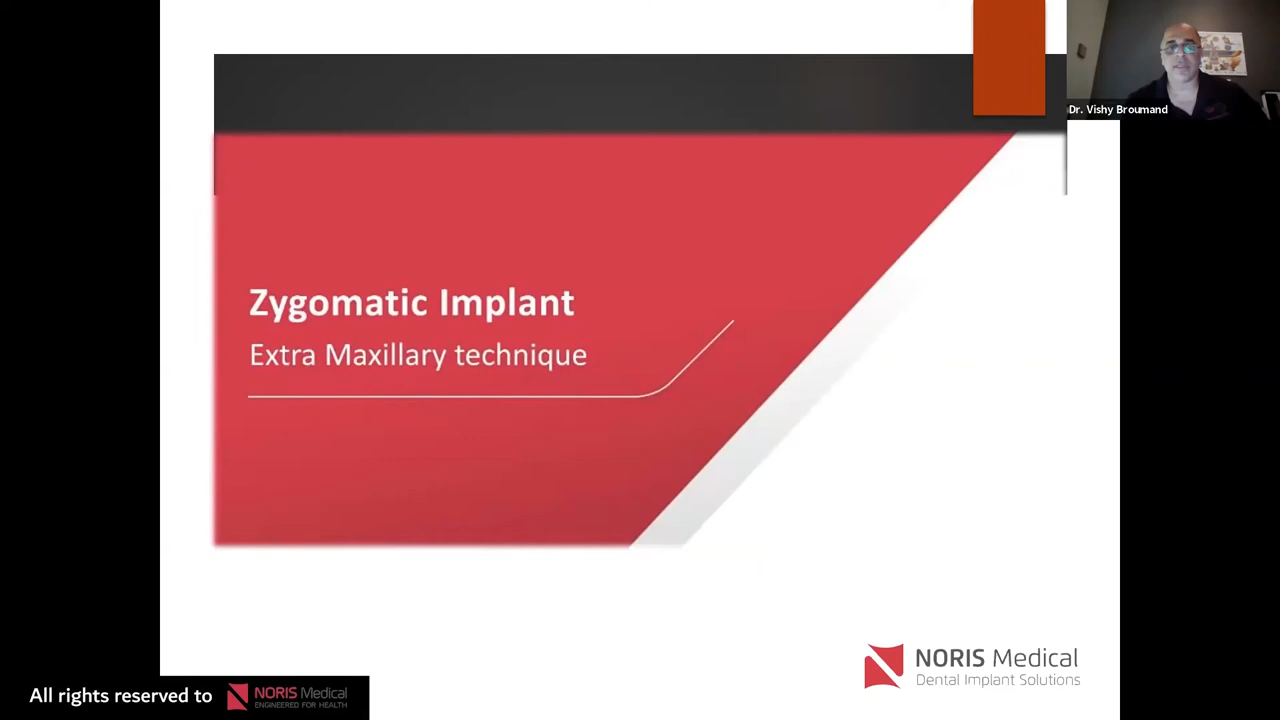 Dr. Vishy Broumand
Zygomatic Implant
Extra Maxillary technique
NORIS Medical
Dental Implant Solutions
All rights reserved to
NORIS Medical
ENGINEERED FOR HEALTH